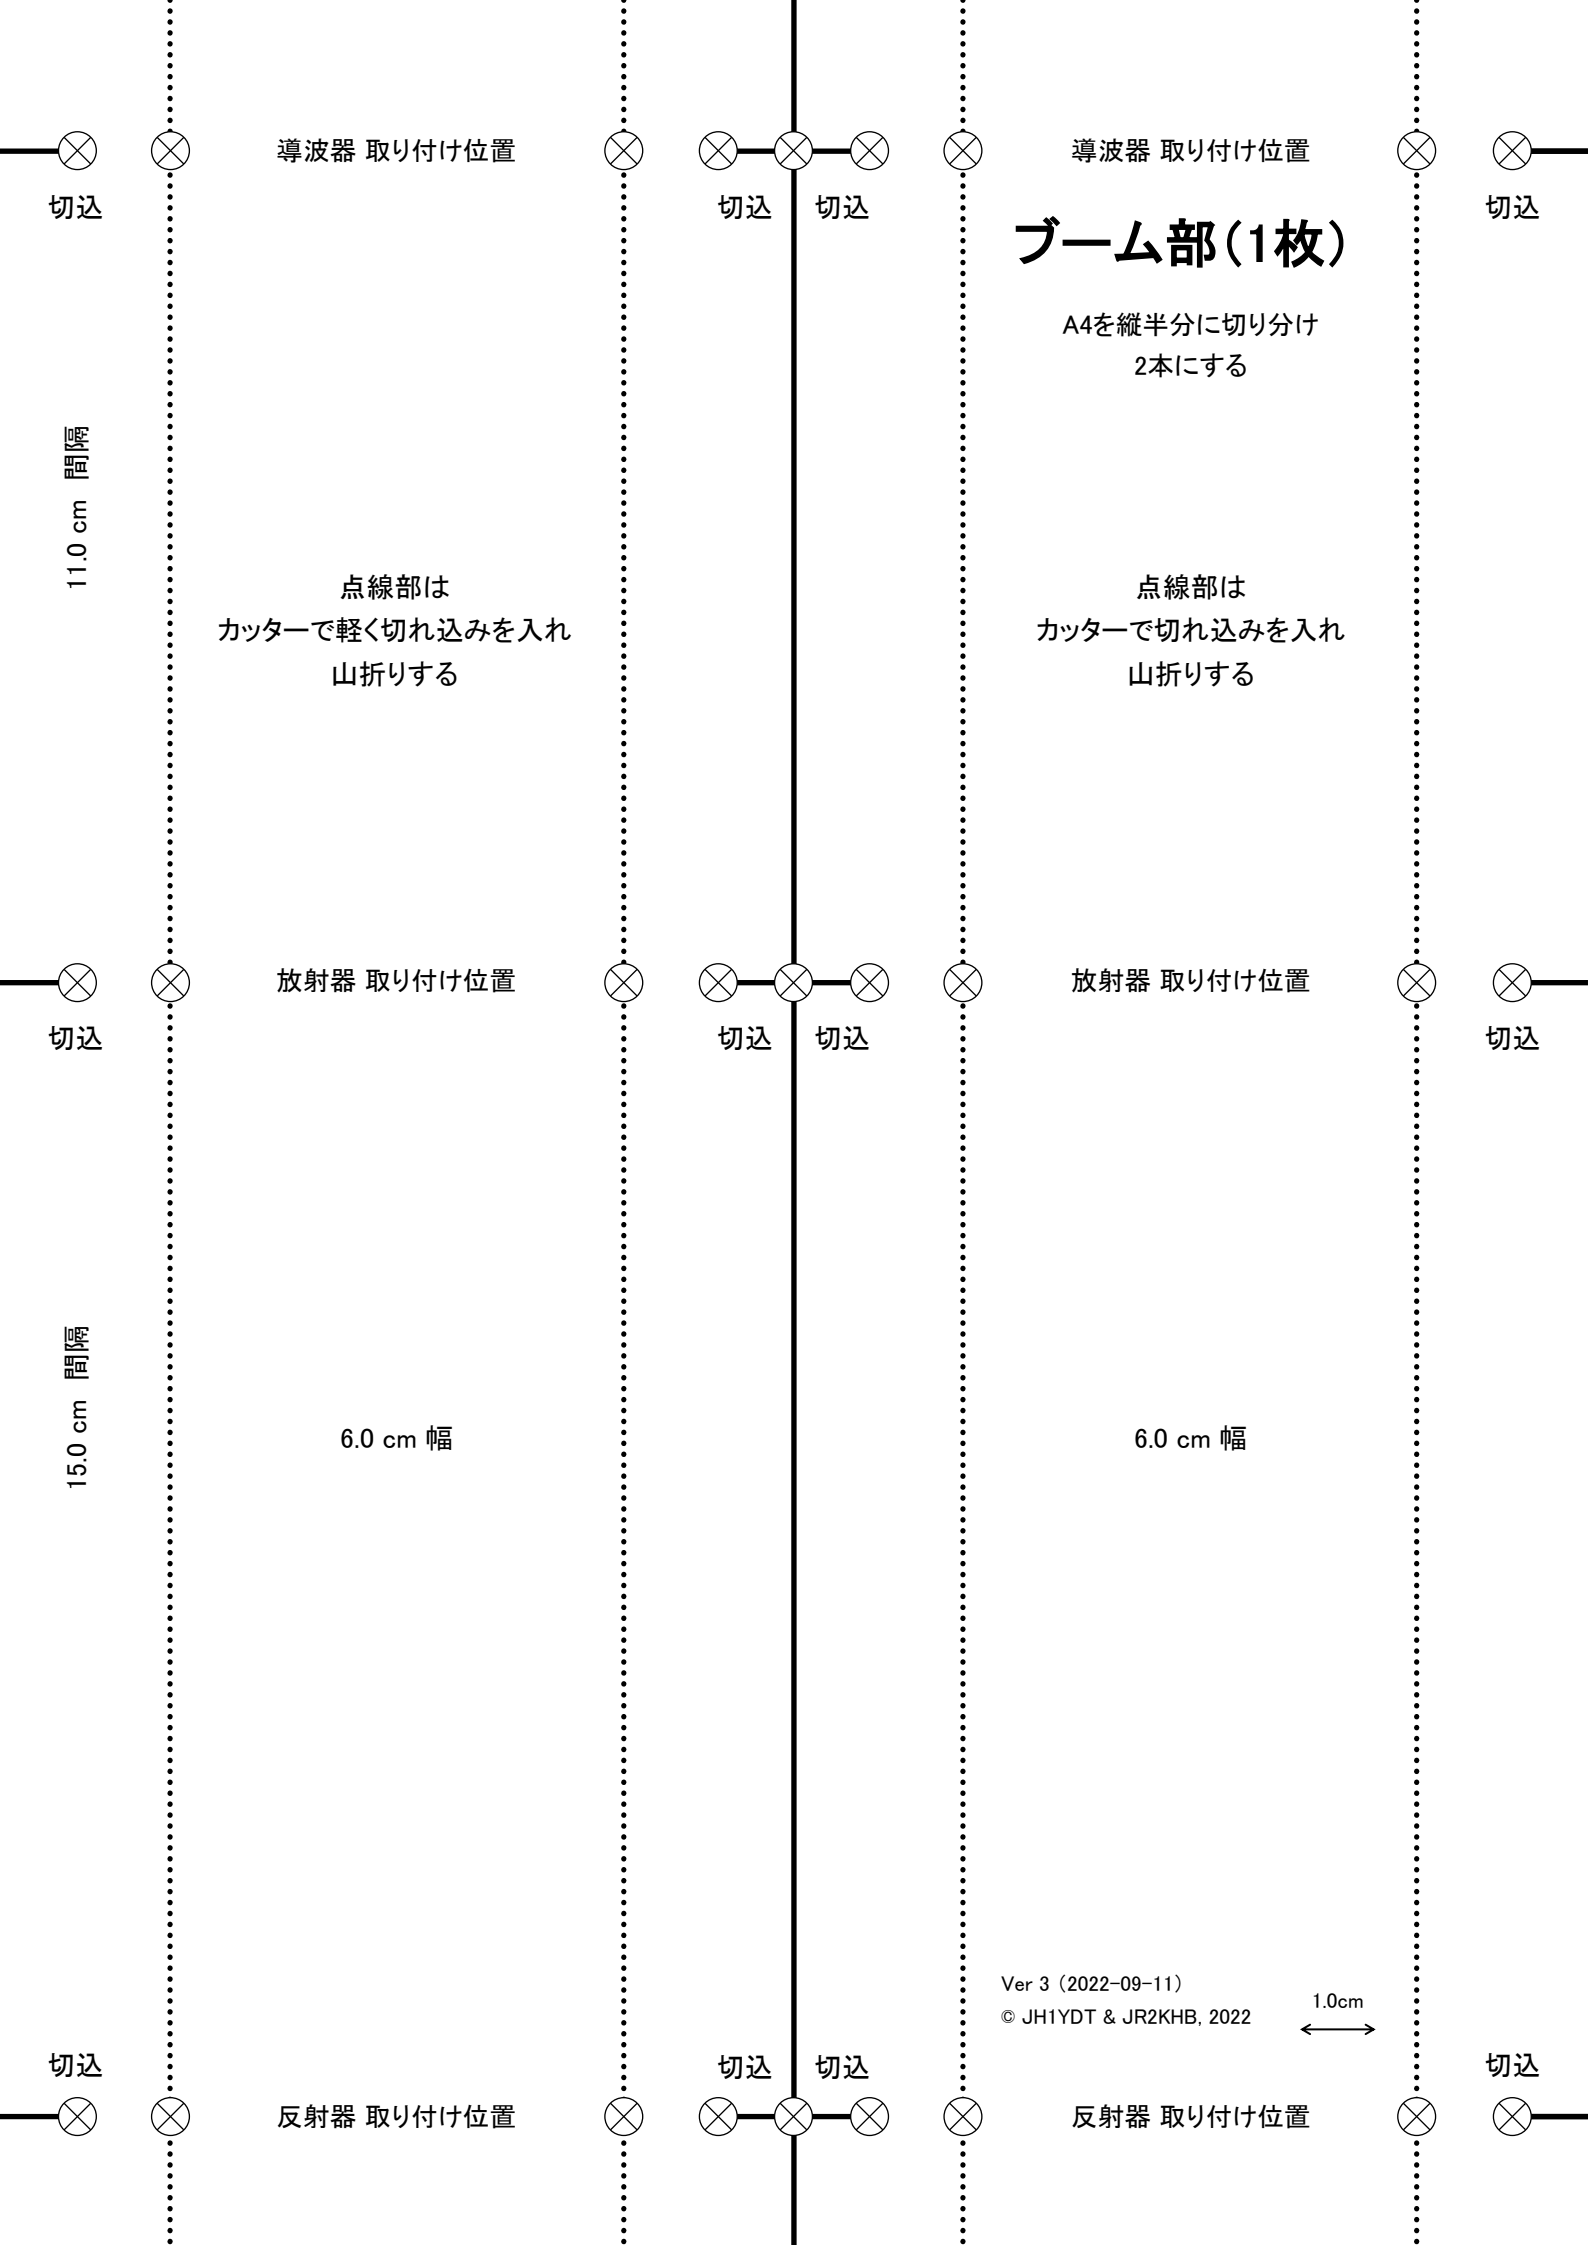 導波器 取り付け位置
導波器 取り付け位置
切込
切込
切込
切込
ブーム部(1枚)
A4を縦半分に切り分け
2本にする
11.0 cm 間隔
点線部は
カッターで軽く切れ込みを入れ
山折りする
点線部は
カッターで切れ込みを入れ
山折りする
放射器 取り付け位置
放射器 取り付け位置
切込
切込
切込
切込
15.0 cm 間隔
6.0 cm 幅
6.0 cm 幅
Ver 3 (2022-09-11)
© JH1YDT & JR2KHB, 2022
1.0cm
切込
切込
切込
切込
反射器 取り付け位置
反射器 取り付け位置